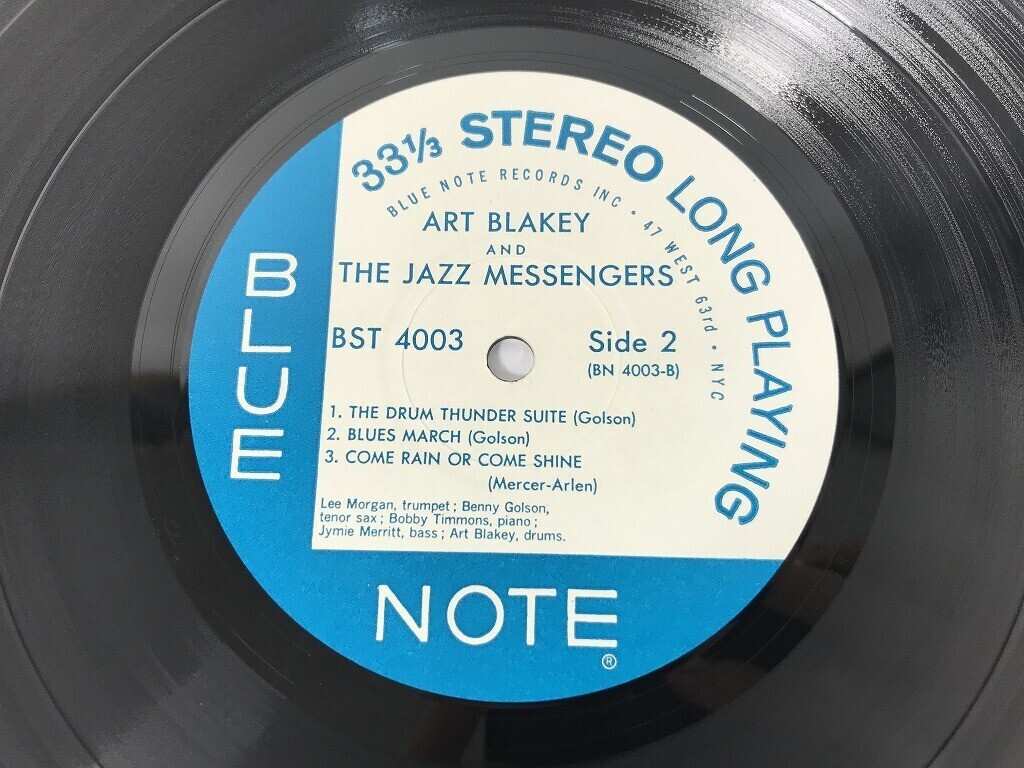 33⅓ STEREO LONG PLAYING
BLUE NOTE RECORDS INC · 47 WEST 63rd · NYC
ART BLAKEY
AND
THE JAZZ MESSENGERS
BST 4003
Side 2
(BN 4003-B)
1. THE DRUM THUNDER SUITE (Golson)
2. BLUES MARCH (Golson)
3. COME RAIN OR COME SHINE
(Mercer-Arlen)
Lee Morgan, trumpet; Benny Golson,
tenor sax; Bobby Timmons, piano;
Jymie Merritt, bass; Art Blakey, drums.
BLUE
NOTE
®